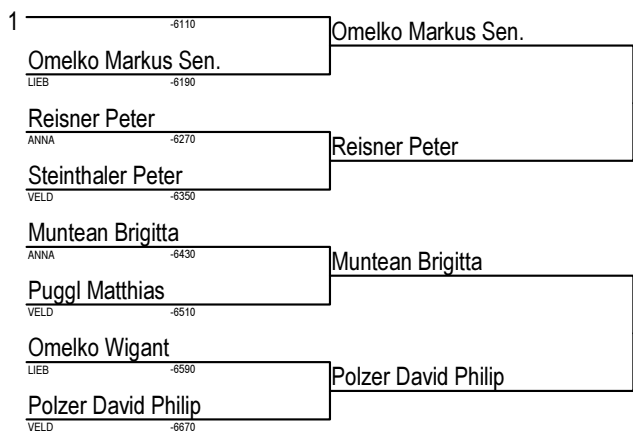 1
-6110
Omelko Markus Sen.
Omelko Markus Sen.
LIEB -6190
Reisner Peter
ANNA -6270
Reisner Peter
Steinthaler Peter
VELD -6350
Muntean Brigitta
ANNA -6430
Muntean Brigitta
Puggl Matthias
VELD -6510
Omelko Wigant
LIEB -6590
Polzer David Philip
Polzer David Philip
VELD -6670